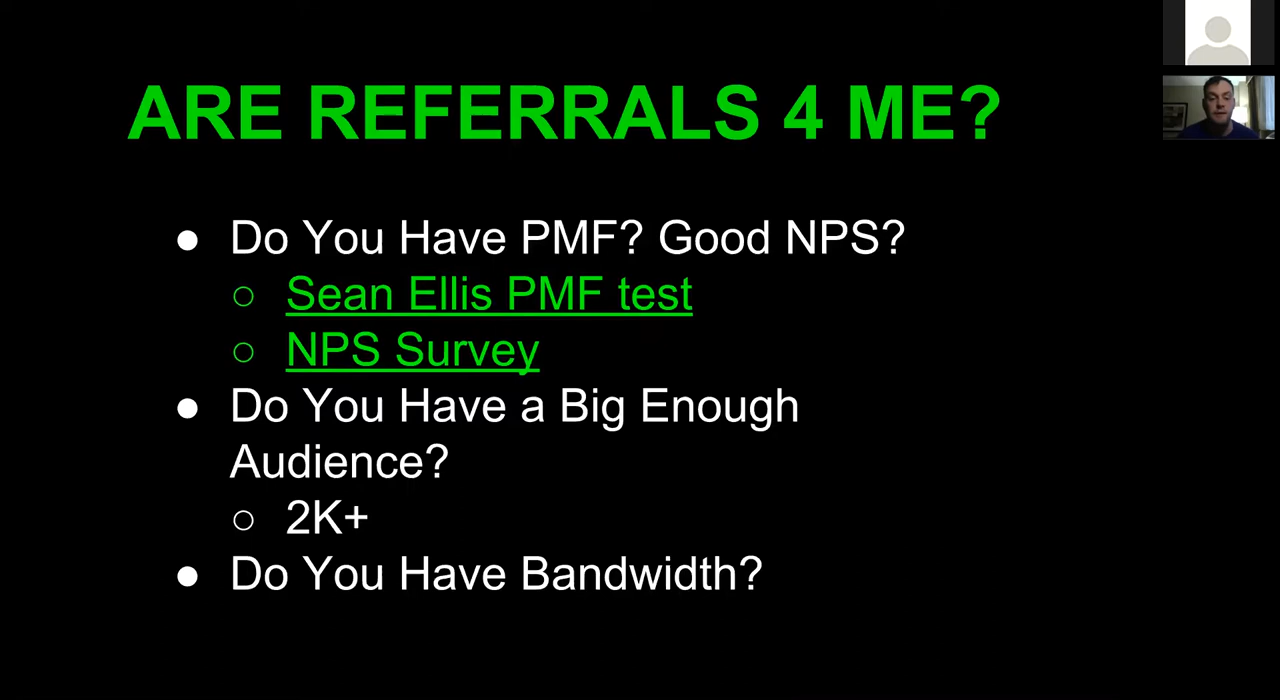 ARE REFERRALS 4 ME?
● Do You Have PMF? Good NPS?
○ Sean Ellis PMF test
○ NPS Survey
● Do You Have a Big Enough
Audience?
○ 2K+
● Do You Have Bandwidth?